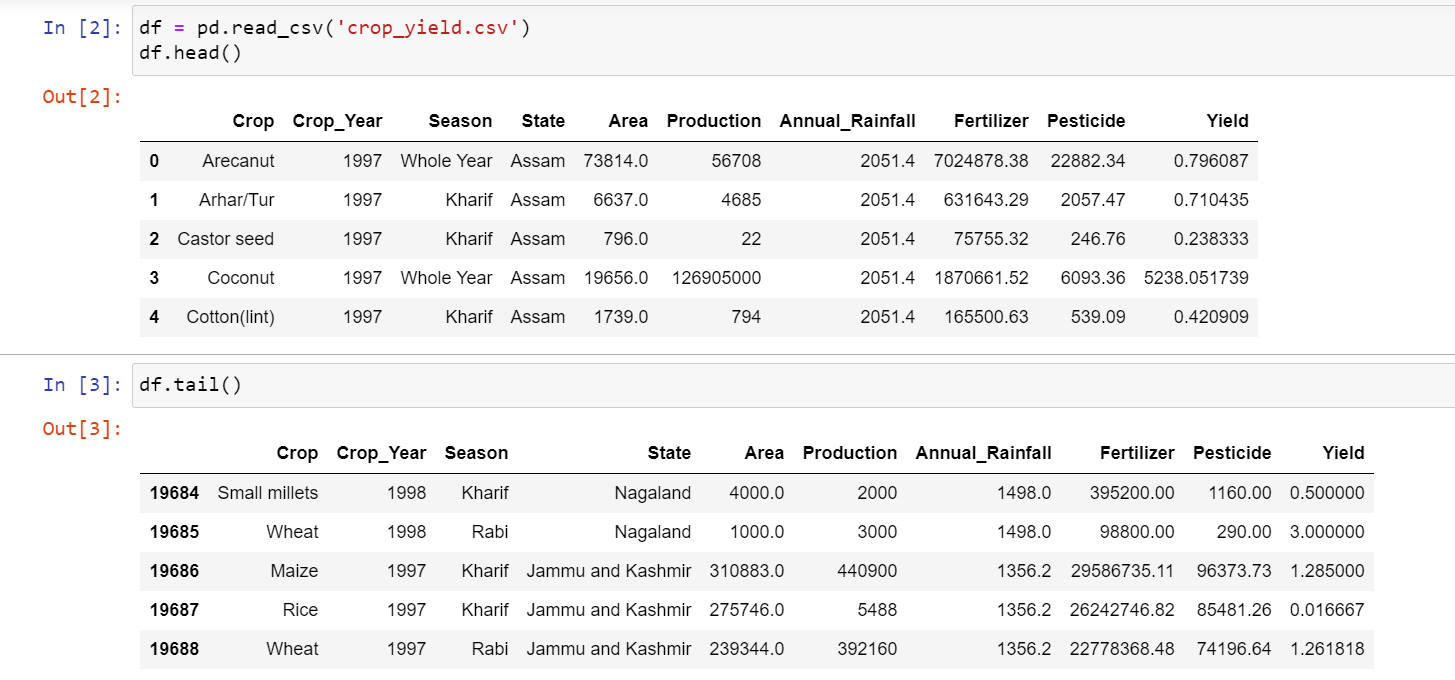 In [2]: df = pd.read_csv('crop_yield.csv')
df.head()
Out[2]:
Crop Crop_Year Season State Area Production Annual_Rainfall Fertilizer Pesticide Yield
0 Arecanut 1997 Whole Year Assam 73814.0 56708 2051.4 7024878.38 22882.34 0.796087
1 Arhar/Tur 1997 Kharif Assam 6637.0 4685 2051.4 631643.29 2057.47 0.710435
2 Castor seed 1997 Kharif Assam 796.0 22 2051.4 75755.32 246.76 0.238333
3 Coconut 1997 Whole Year Assam 19656.0 126905000 2051.4 1870661.52 6093.36 5238.051739
4 Cotton(lint) 1997 Kharif Assam 1739.0 794 2051.4 165500.63 539.09 0.420909
In [3]: df.tail()
Out[3]:
Crop Crop_Year Season State Area Production Annual_Rainfall Fertilizer Pesticide Yield
19684 Small millets 1998 Kharif Nagaland 4000.0 2000 1498.0 395200.00 1160.00 0.500000
19685 Wheat 1998 Rabi Nagaland 1000.0 3000 1498.0 98800.00 290.00 3.000000
19686 Maize 1997 Kharif Jammu and Kashmir 310883.0 440900 1356.2 29586735.11 96373.73 1.285000
19687 Rice 1997 Kharif Jammu and Kashmir 275746.0 5488 1356.2 26242746.82 85481.26 0.016667
19688 Wheat 1997 Rabi Jammu and Kashmir 239344.0 392160 1356.2 22778368.48 74196.64 1.261818